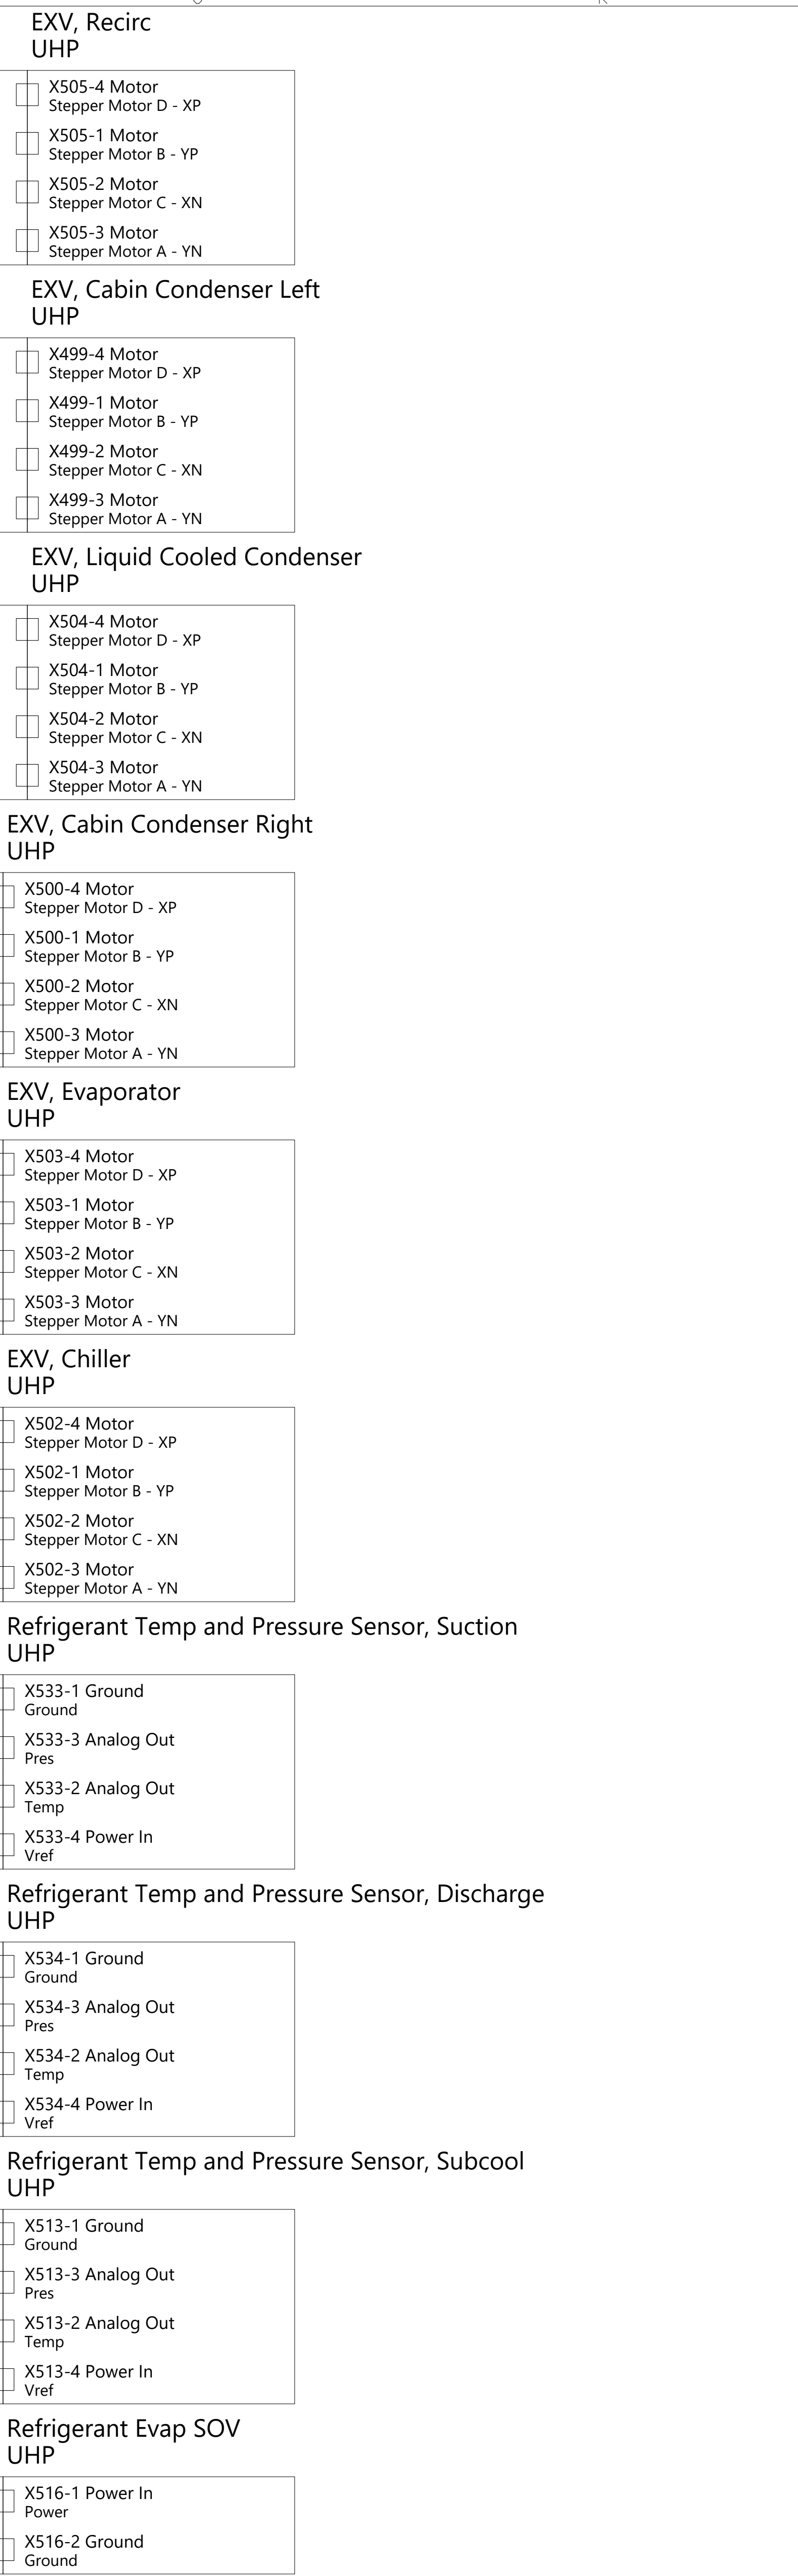 EXV, Recirc
UHP
X505-4 Motor
Stepper Motor D - XP
X505-1 Motor
Stepper Motor B - YP
X505-2 Motor
Stepper Motor C - XN
X505-3 Motor
Stepper Motor A - YN
EXV, Cabin Condenser Left
UHP
X499-4 Motor
Stepper Motor D - XP
X499-1 Motor
Stepper Motor B - YP
X499-2 Motor
Stepper Motor C - XN
X499-3 Motor
Stepper Motor A - YN
EXV, Liquid Cooled Condenser
UHP
X504-4 Motor
Stepper Motor D - XP
X504-1 Motor
Stepper Motor B - YP
X504-2 Motor
Stepper Motor C - XN
X504-3 Motor
Stepper Motor A - YN
EXV, Cabin Condenser Right
UHP
X500-4 Motor
Stepper Motor D - XP
X500-1 Motor
Stepper Motor B - YP
X500-2 Motor
Stepper Motor C - XN
X500-3 Motor
Stepper Motor A - YN
EXV, Evaporator
UHP
X503-4 Motor
Stepper Motor D - XP
X503-1 Motor
Stepper Motor B - YP
X503-2 Motor
Stepper Motor C - XN
X503-3 Motor
Stepper Motor A - YN
EXV, Chiller
UHP
X502-4 Motor
Stepper Motor D - XP
X502-1 Motor
Stepper Motor B - YP
X502-2 Motor
Stepper Motor C - XN
X502-3 Motor
Stepper Motor A - YN
Refrigerant Temp and Pressure Sensor, Suction
UHP
X533-1 Ground
Ground
X533-3 Analog Out
Pres
X533-2 Analog Out
Temp
X533-4 Power In
Vref
Refrigerant Temp and Pressure Sensor, Discharge
UHP
X534-1 Ground
Ground
X534-3 Analog Out
Pres
X534-2 Analog Out
Temp
X534-4 Power In
Vref
Refrigerant Temp and Pressure Sensor, Subcool
UHP
X513-1 Ground
Ground
X513-3 Analog Out
Pres
X513-2 Analog Out
Temp
X513-4 Power In
Vref
Refrigerant Evap SOV
UHP
X516-1 Power In
Power
X516-2 Ground
Ground